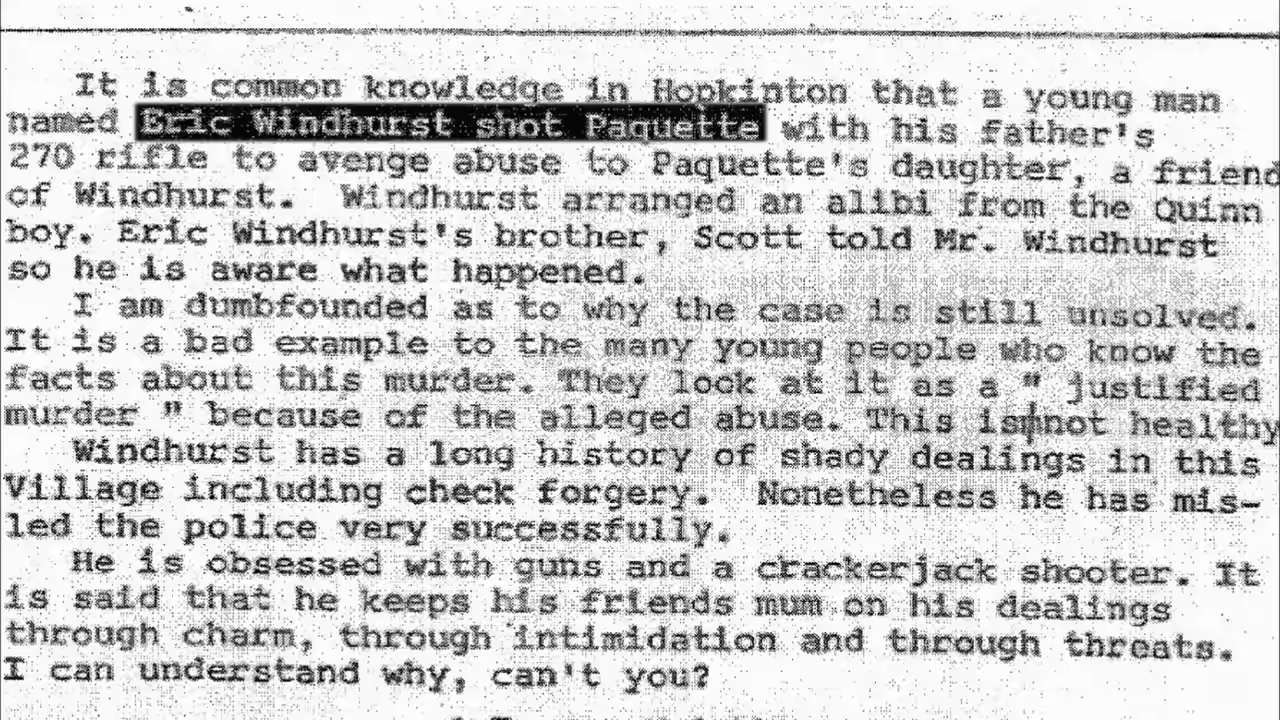 It is common knowledge in Hopkinton that a young man
named Eric Windhurst shot Paquette with his father's
270 rifle to avenge abuse to Paquette's daughter, a friend
of Windhurst. Windhurst arranged an alibi from the Quinn
boy. Eric Windhurst's brother, Scott told Mr. Windhurst
so he is aware what happened.
I am dumbfounded as to why the case is still unsolved.
It is a bad example to the many young people who know the
facts about this murder. They look at it as a " justified
murder " because of the alleged abuse. This is not healthy
Windhurst has a long history of shady dealings in this
Village including check forgery. Nonetheless he has mis-
led the police very successfully.
He is obsessed with guns and a crackerjack shooter. It
is said that he keeps his friends mum on his dealings
through charm, through intimidation and through threats.
I can understand why, can't you?